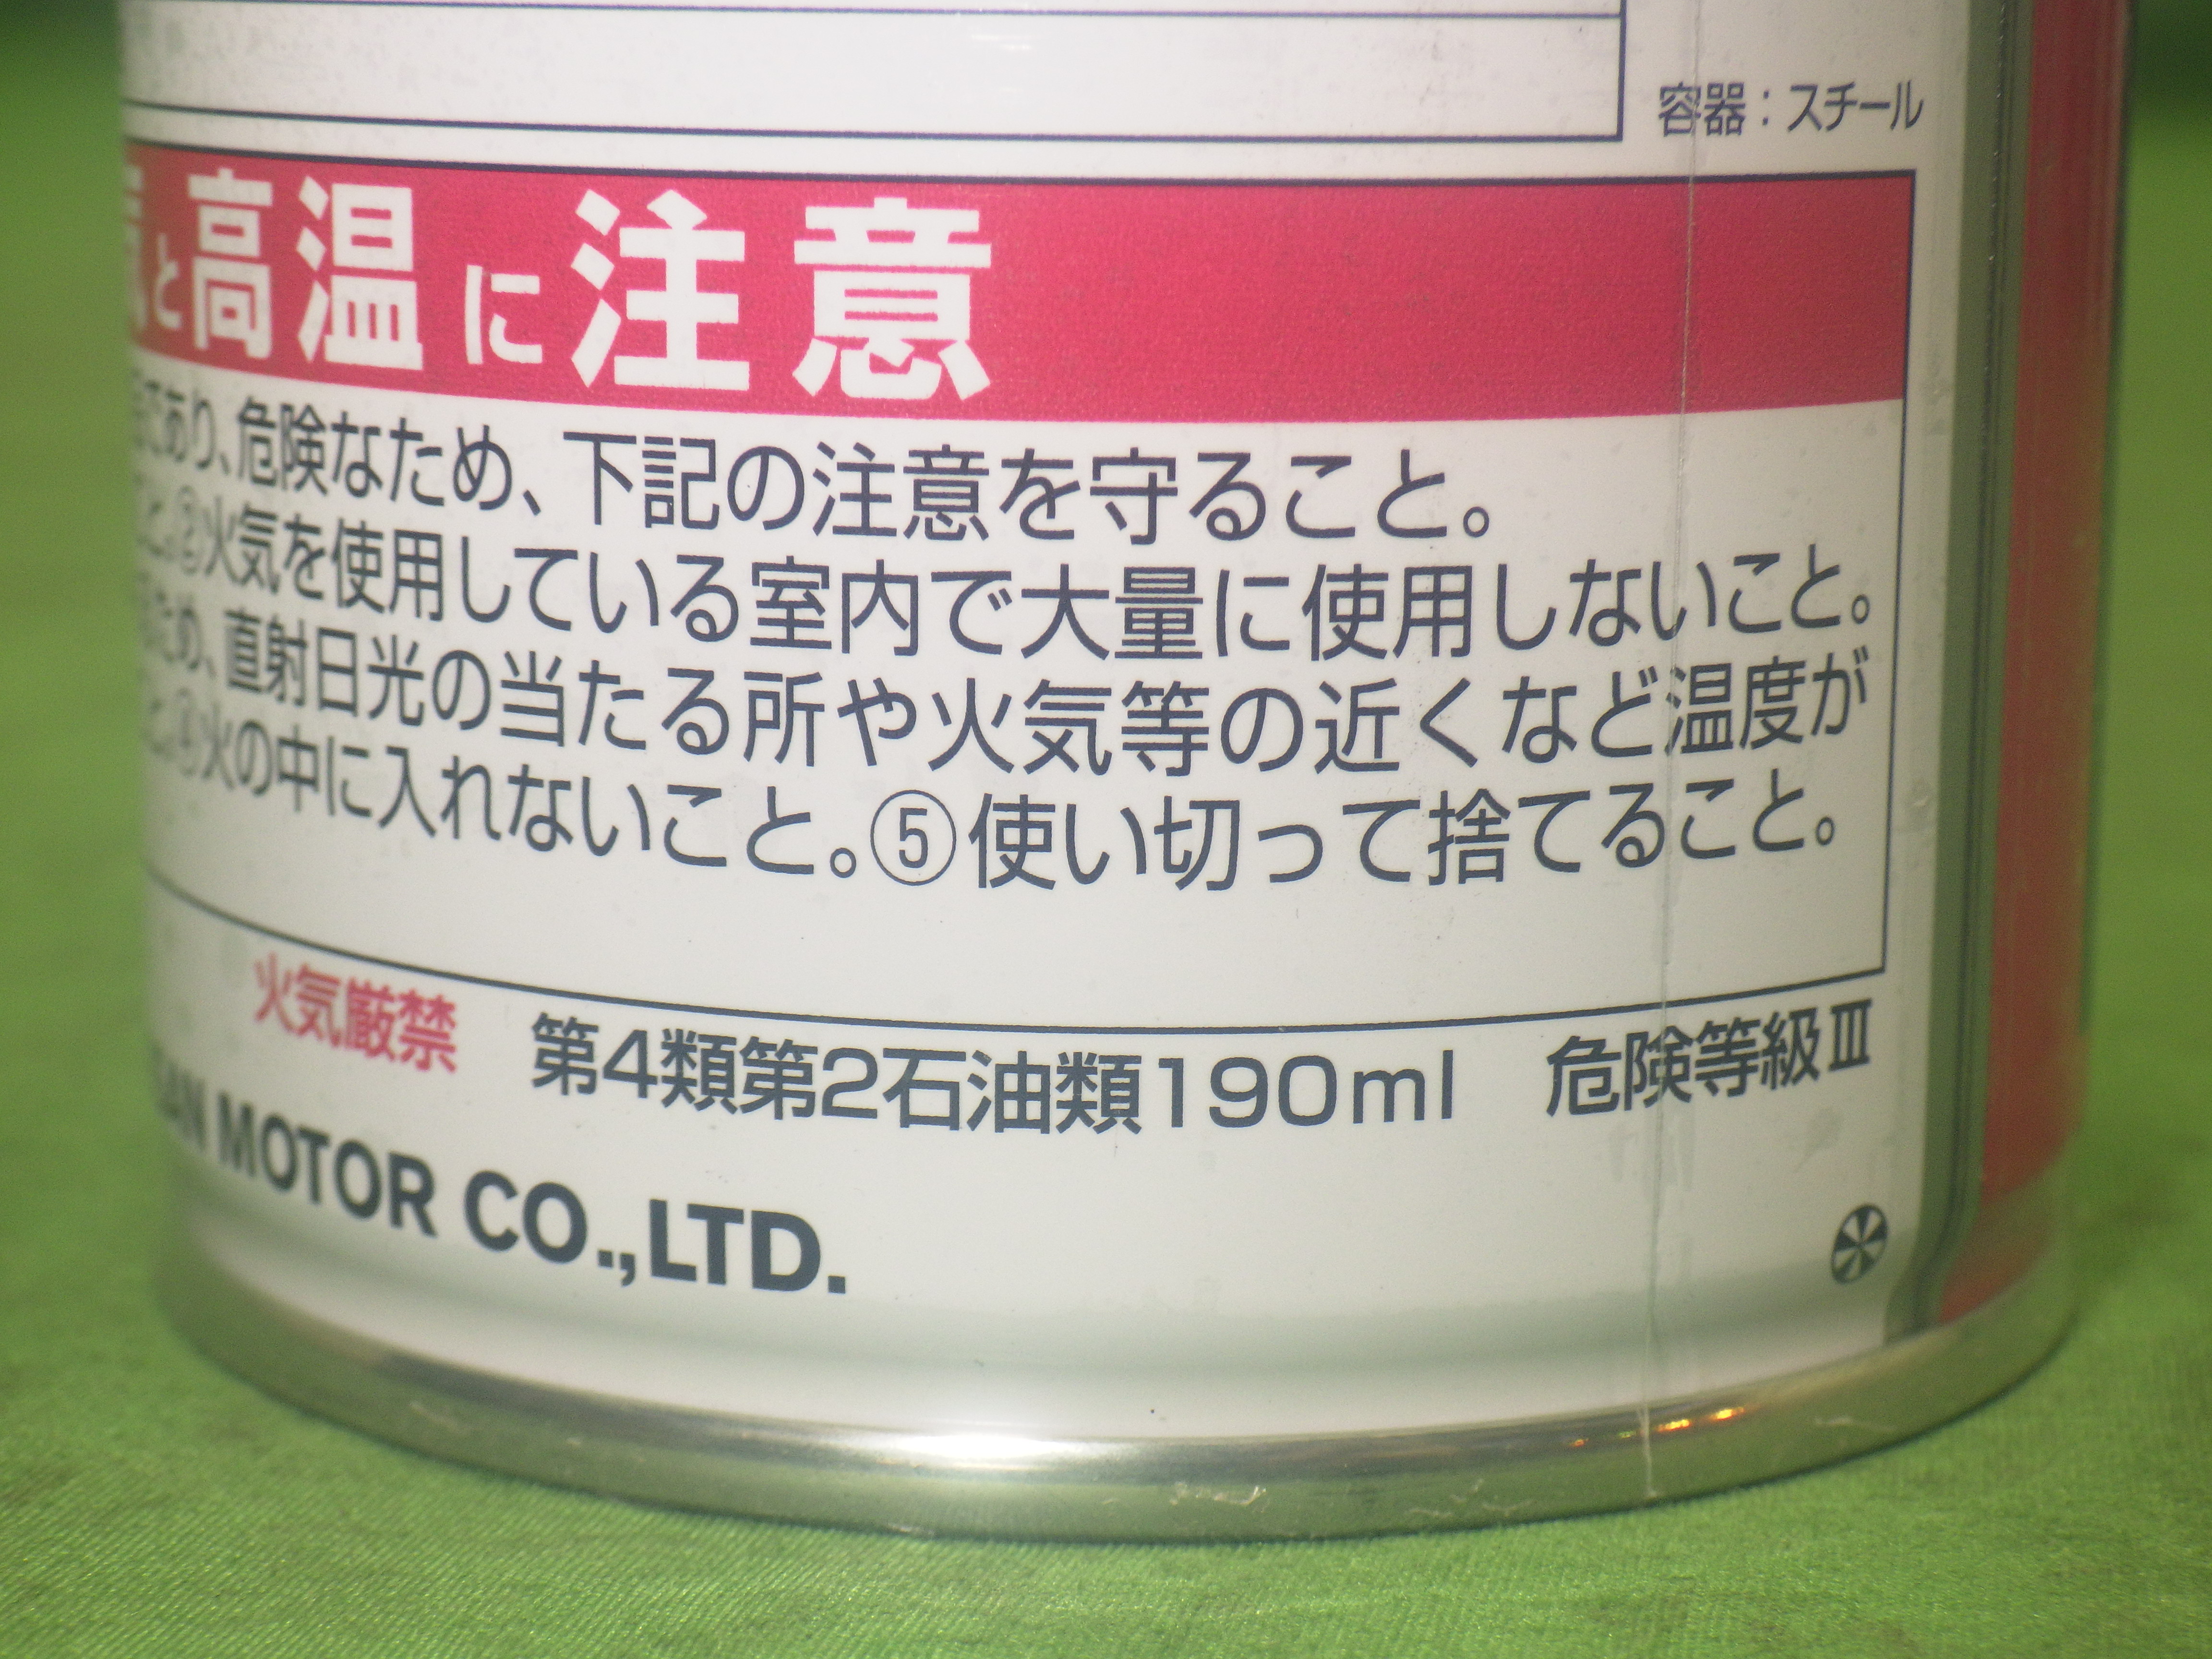 容器：スチール
と高温に注意
であり、危険なため、下記の注意を守ること。
こと。②火気を使用している室内で大量に使用しないこと。
ため、直射日光の当たる所や火気等の近くなど温度が
④火の中に入れないこと。⑤使い切って捨てること。
火気厳禁 第4類第2石油類190ml 危険等級Ⅲ
MOTOR CO.,LTD.